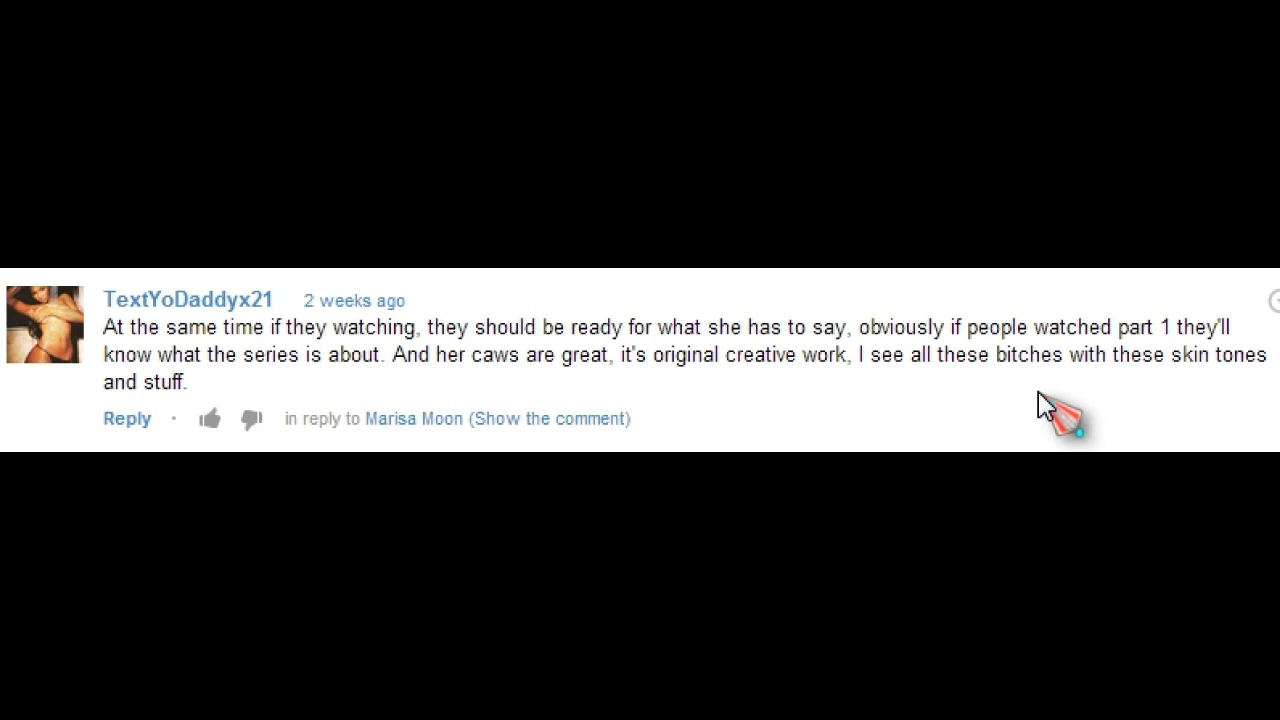 TextYoDaddyx21 2 weeks ago
At the same time if they watching, they should be ready for what she has to say, obviously if people watched part 1 they'll
know what the series is about. And her caws are great, it's original creative work, I see all these bitches with these skin tones
and stuff.
Reply · in reply to Marisa Moon (Show the comment)